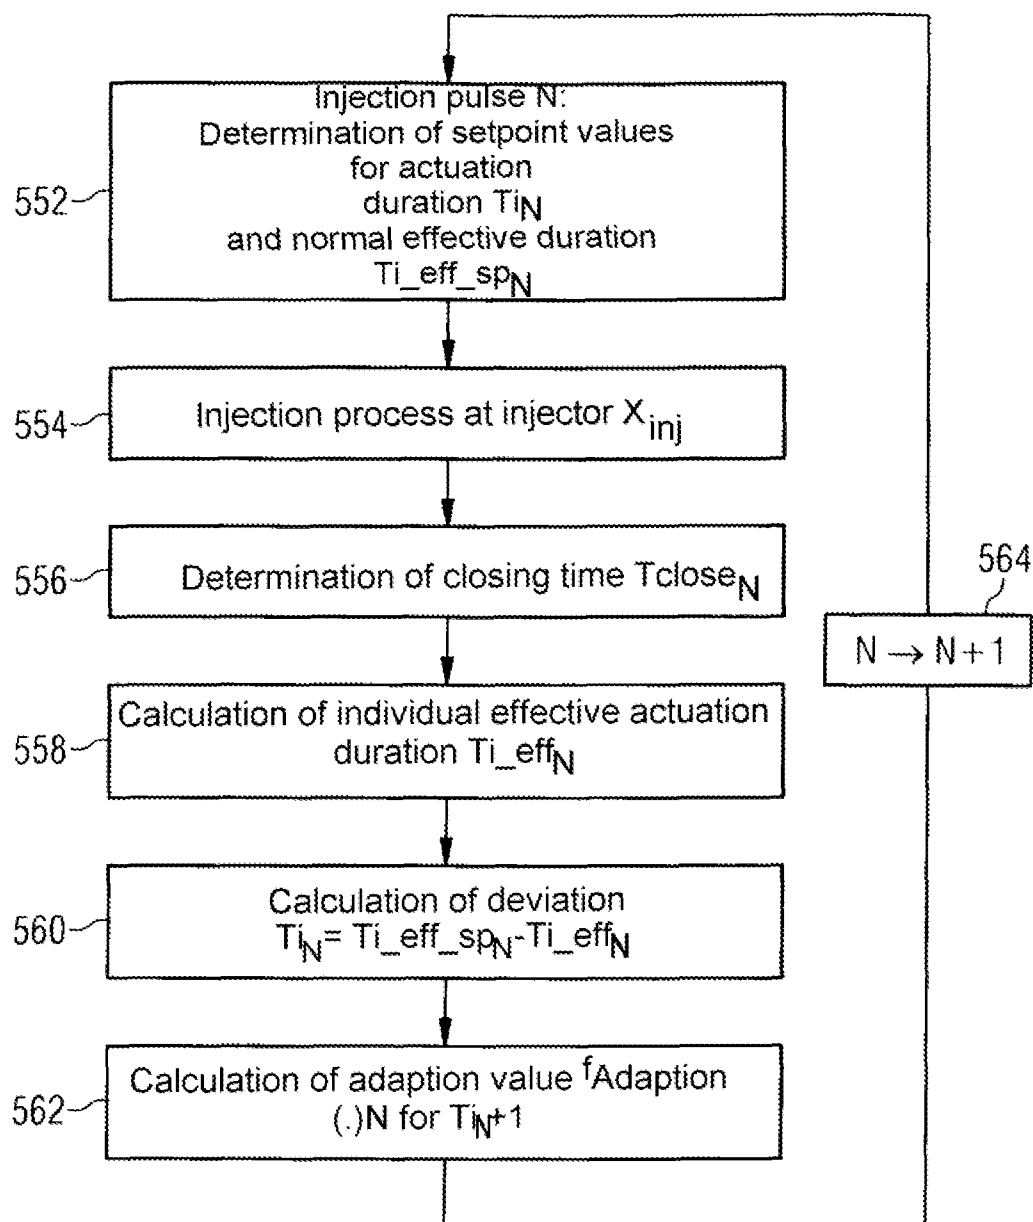 Injection pulse N:
Determination of setpoint values
for actuation
duration Ti_N
and normal effective duration
Ti_eff_sp_N
552
554
Injection process at injector X_inj
556
Determination of closing time Tclose_N
564
N → N + 1
Calculation of individual effective actuation
558
duration Ti_eff_N
Calculation of deviation
560
Ti_N = Ti_eff_sp_N-Ti_eff_N
Calculation of adaption value fAdaption
562
(.)N for Ti_N+1